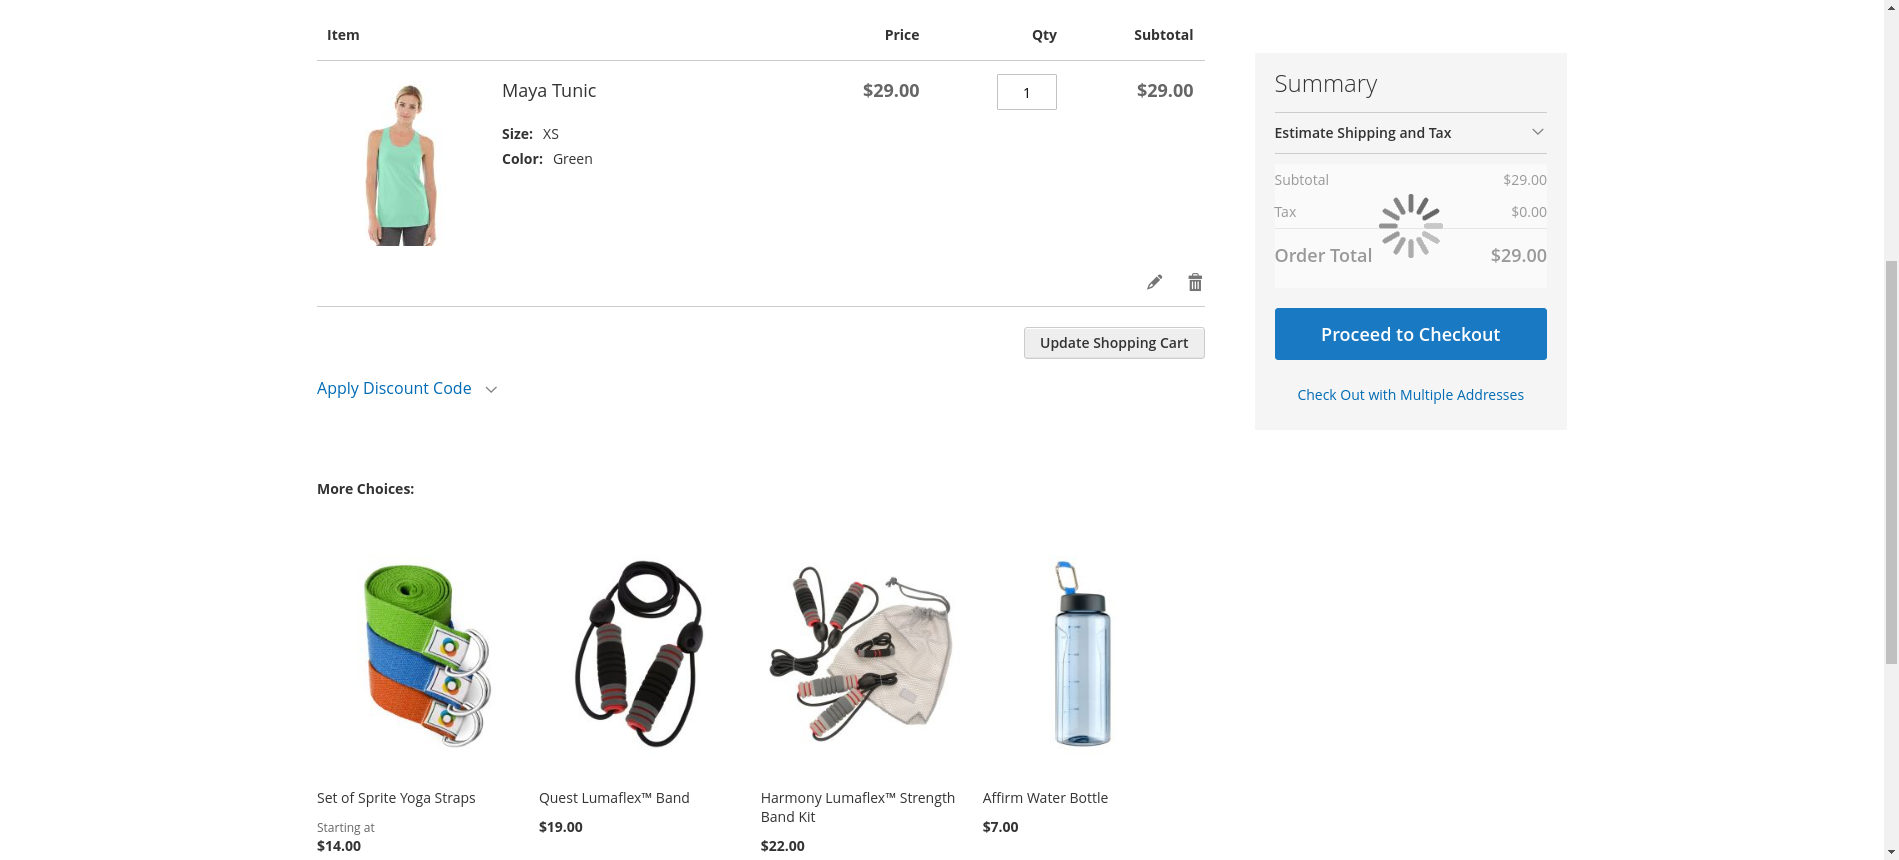 Item Price Qty Subtotal
Maya Tunic $29.00 1 $29.00
Size: XS
Color: Green
Update Shopping Cart
Apply Discount Code
Summary
Estimate Shipping and Tax
Subtotal $29.00
Tax $0.00
Order Total $29.00
Proceed to Checkout
Check Out with Multiple Addresses
More Choices:
Set of Sprite Yoga Straps
Starting at
$14.00
Quest Lumaflex™ Band
$19.00
Harmony Lumaflex™ Strength
Band Kit
$22.00
Affirm Water Bottle
$7.00